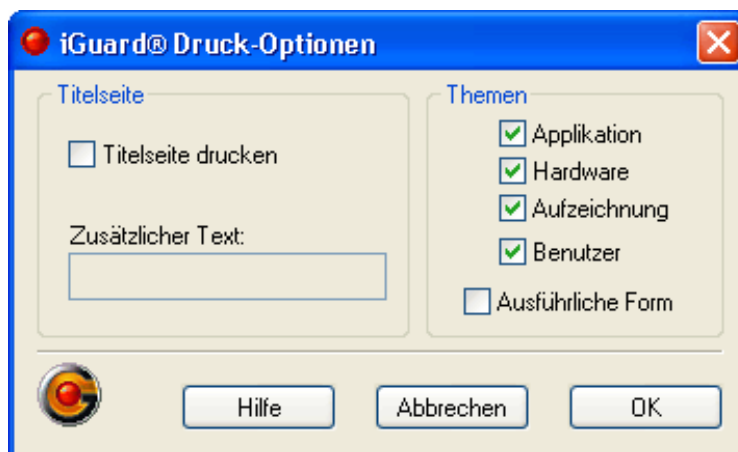 iGuard® Druck-Optionen
Titelseite
Titelseite drucken
Zusätzlicher Text:
Themen
Applikation
Hardware
Aufzeichnung
Benutzer
Ausführliche Form
Hilfe
Abbrechen
OK